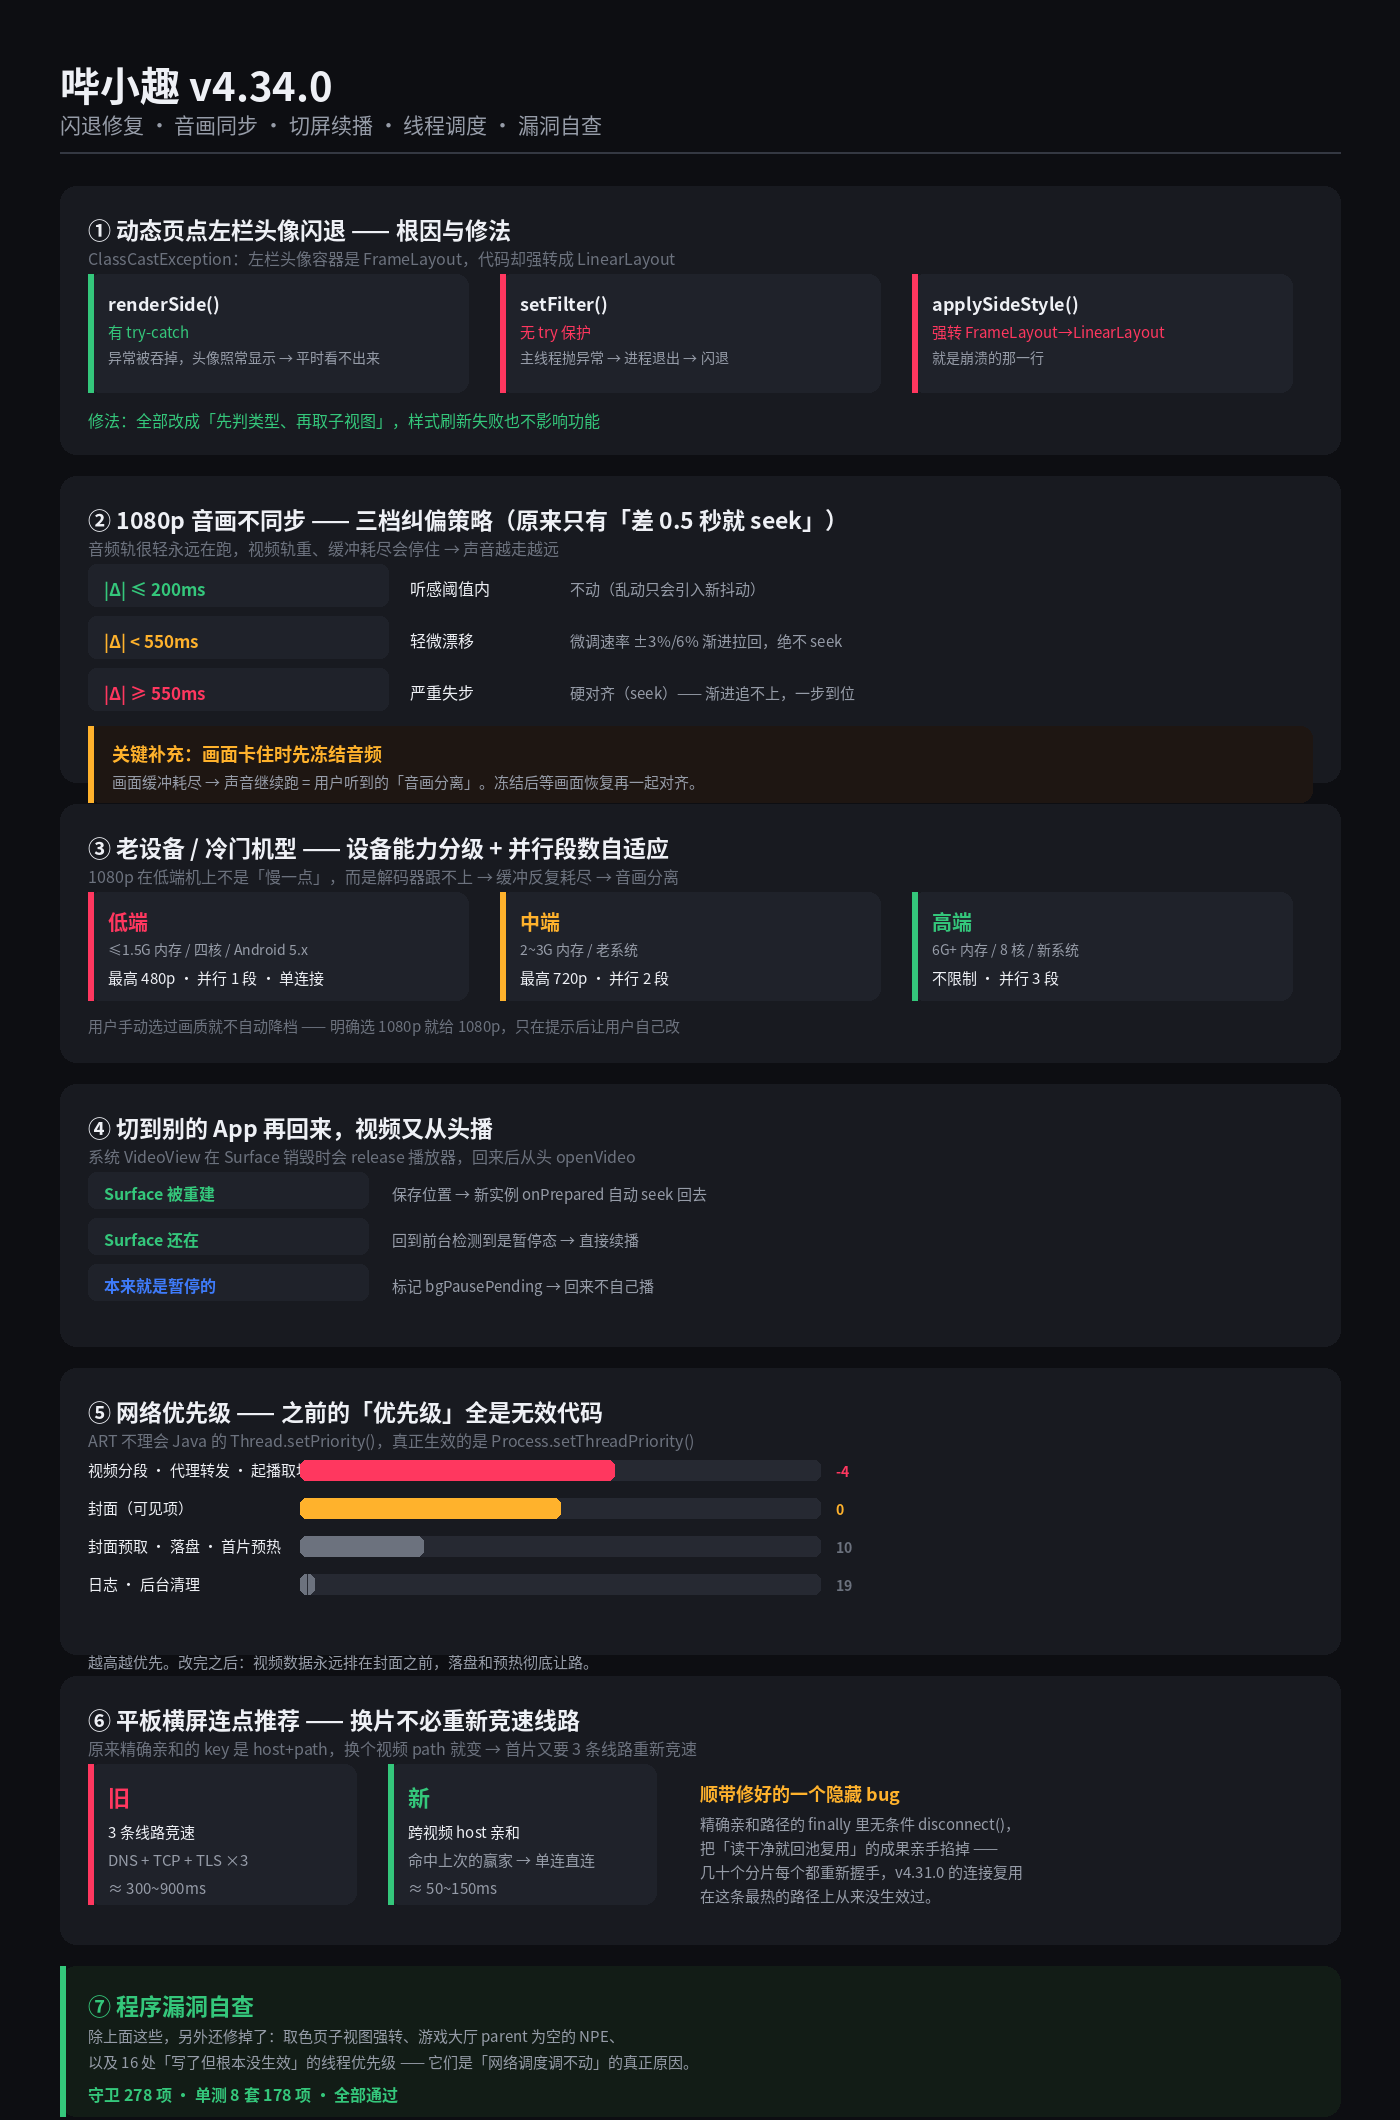 哔小趣 v4.34.0
闪退修复 · 音画同步 · 切屏续播 · 线程调度 · 漏洞自查
① 动态页点左栏头像闪退 —— 根因与修法
ClassCastException：左栏头像容器是 FrameLayout，代码却强转成 LinearLayout
renderSide()
有 try-catch
异常被吞掉，头像照常显示 → 平时看不出来
setFilter()
无 try 保护
主线程抛异常 → 进程退出 → 闪退
applySideStyle()
强转 FrameLayout→LinearLayout
就是崩溃的那一行
修法：全部改成「先判类型、再取子视图」，样式刷新失败也不影响功能
② 1080p 音画不同步 —— 三档纠偏策略（原来只有「差 0.5 秒就 seek」）
音频轨很轻永远在跑，视频轨重、缓冲耗尽会停住 → 声音越走越远
|Δ| ≤ 200ms 听感阈值内 不动（乱动只会引入新抖动）
|Δ| < 550ms 轻微漂移 微调速率 ±3%/6% 渐进拉回，绝不 seek
|Δ| ≥ 550ms 严重失步 硬对齐（seek）—— 渐进追不上，一步到位
关键补充：画面卡住时先冻结音频
画面缓冲耗尽 → 声音继续跑 = 用户听到的「音画分离」。冻结后等画面恢复再一起对齐。
③ 老设备 / 冷门机型 —— 设备能力分级 + 并行段数自适应
1080p 在低端机上不是「慢一点」，而是解码器跟不上 → 缓冲反复耗尽 → 音画分离
低端
≤1.5G 内存 / 四核 / Android 5.x
最高 480p · 并行 1 段 · 单连接
中端
2~3G 内存 / 老系统
最高 720p · 并行 2 段
高端
6G+ 内存 / 8 核 / 新系统
不限制 · 并行 3 段
用户手动选过画质就不自动降档 —— 明确选 1080p 就给 1080p，只在提示后让用户自己改
④ 切到别的 App 再回来，视频又从头播
系统 VideoView 在 Surface 销毁时会 release 播放器，回来后从头 openVideo
Surface 被重建 保存位置 → 新实例 onPrepared 自动 seek 回去
Surface 还在 回到前台检测到是暂停态 → 直接续播
本来就是暂停的 标记 bgPausePending → 回来不自己播
⑤ 网络优先级 —— 之前的「优先级」全是无效代码
ART 不理会 Java 的 Thread.setPriority()，真正生效的是 Process.setThreadPriority()
视频分段 · 代理转发 · 起播取 -4
封面（可见项） 0
封面预取 · 落盘 · 首片预热 10
日志 · 后台清理 19
越高越优先。改完之后：视频数据永远排在封面之前，落盘和预热彻底让路。
⑥ 平板横屏连点推荐 —— 换片不必重新竞速线路
原来精确亲和的 key 是 host+path，换个视频 path 就变 → 首片又要 3 条线路重新竞速
旧
3 条线路竞速
DNS + TCP + TLS ×3
≈ 300~900ms
新
跨视频 host 亲和
命中上次的赢家 → 单连直连
≈ 50~150ms
顺带修好的一个隐藏 bug
精确亲和路径的 finally 里无条件 disconnect()，
把「读干净就回池复用」的成果亲手掐掉 ——
几十个分片每个都重新握手，v4.31.0 的连接复用
在这条最热的路径上从来没生效过。
⑦ 程序漏洞自查
除上面这些，另外还修掉了：取色页子视图强转、游戏大厅 parent 为空的 NPE、
以及 16 处「写了但根本没生效」的线程优先级 —— 它们是「网络调度调不动」的真正原因。
守卫 278 项 · 单测 8 套 178 项 · 全部通过